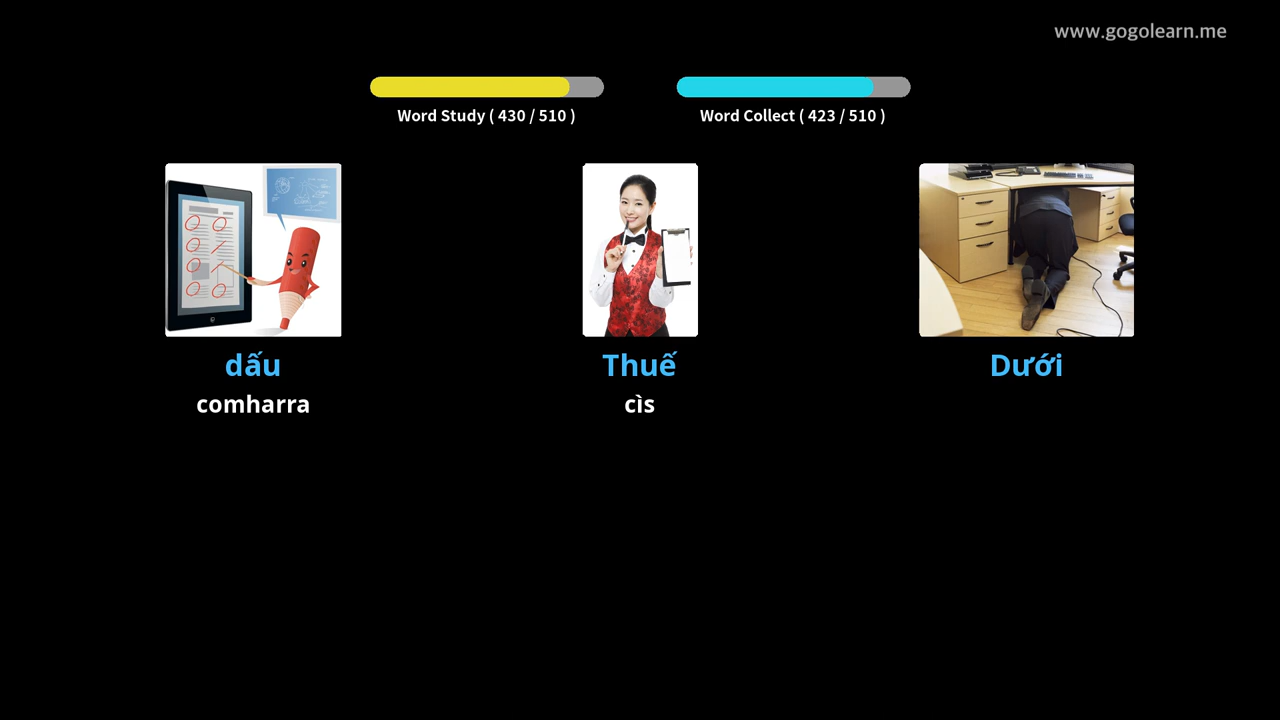 www.gogolearn.me
Word Study ( 430 / 510 )
Word Collect ( 423 / 510 )
dấu
Thuế
Dưới
comharra
cìs